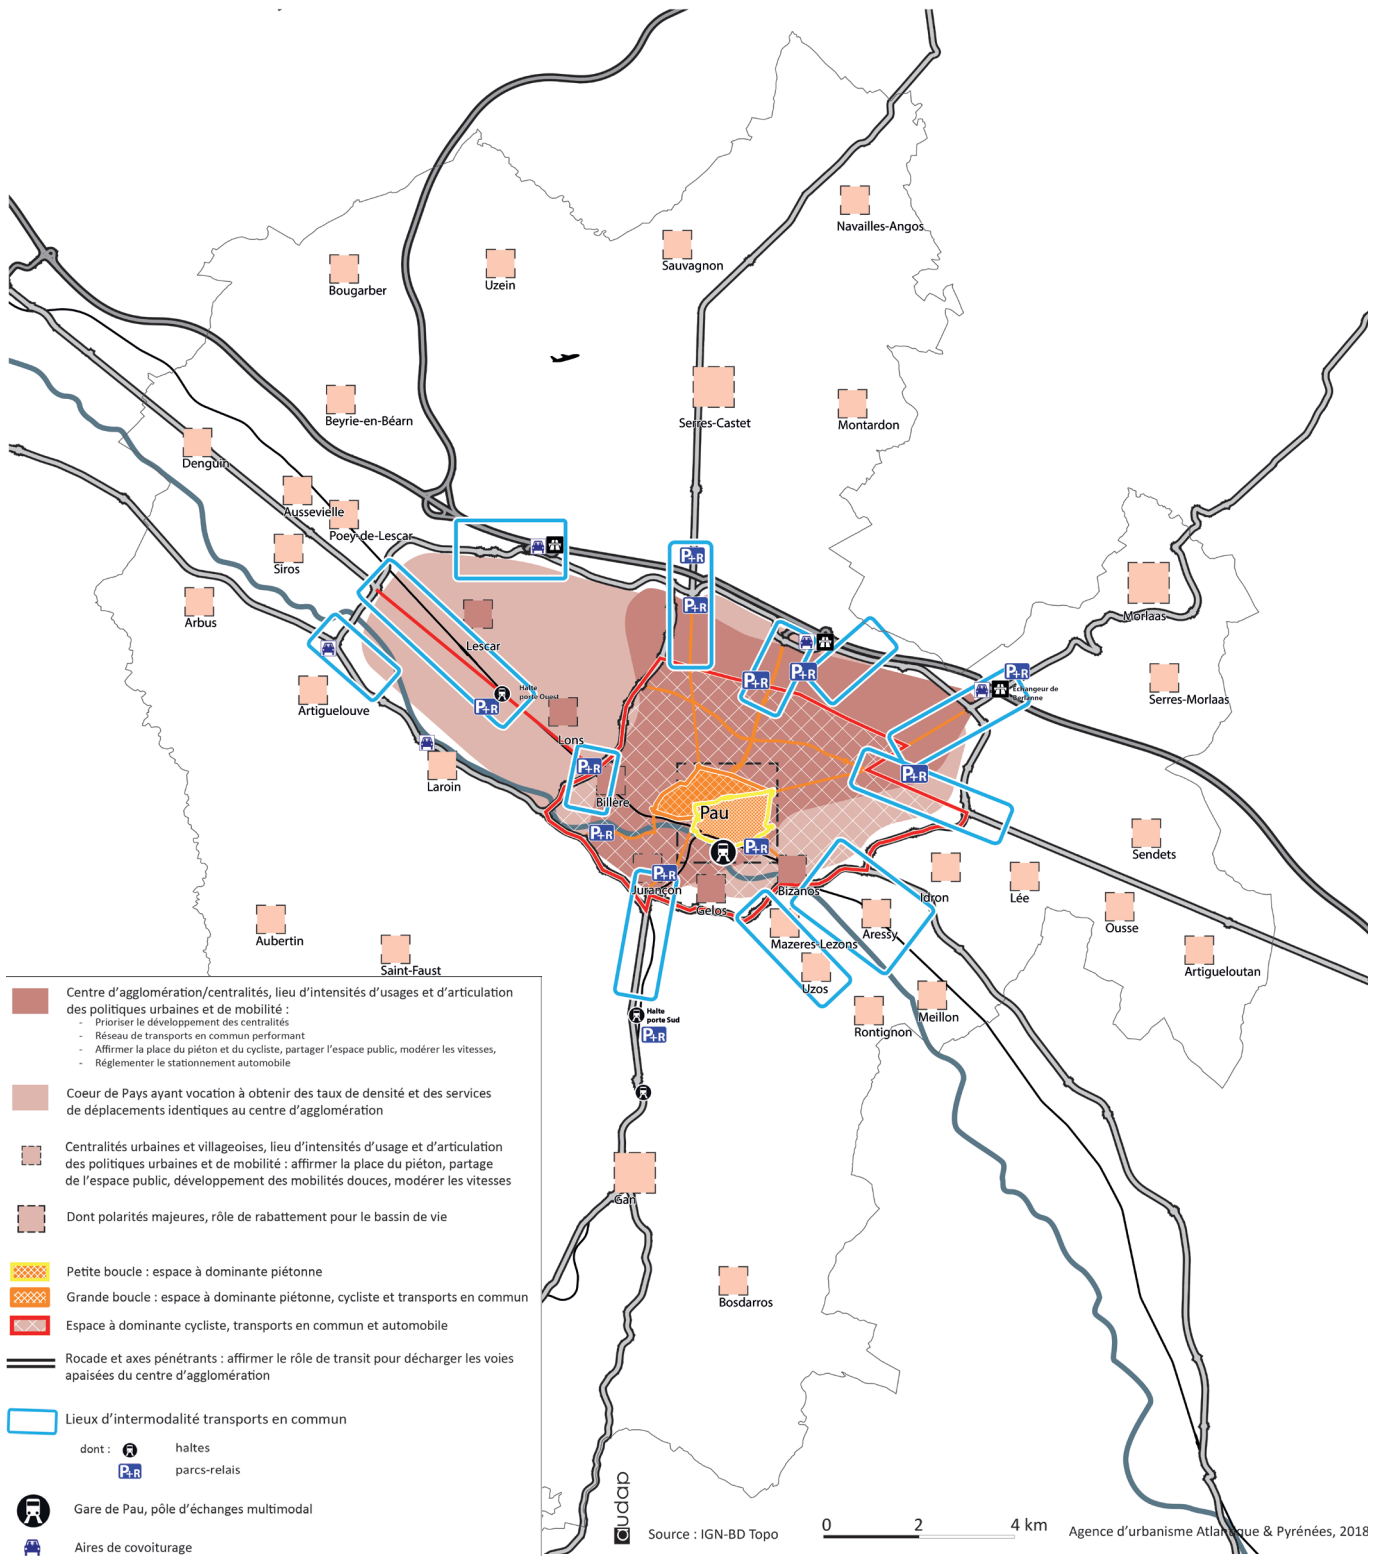 Navailles-Angos
Sauvagnon
Bougarber
Uzein
Beyrie-en-Béarn
Serres-Castet
Montardon
Denguin
Aussevielle
Poey-de-Lescar
Siros
P+R
Arbus
P+R
Morlaas
Lescar
P+R
P+R
P+R
Halte
porte Ouest
Echangeur de
Berlanne
Serres-Morlaas
Artiguelouve
P+R
Lons
P+R
P+R
Laroin
Billère
Pau
P+R
P+R
Sendets
P+R
Jurançon
Bizanos
Idron
Lée
Gelos
Ousse
Aubertin
Aressy
Mazeres-Lezons
Saint-Faust
Artigueloutan
Uzos
Meillon
Rontignon
Halte
porte Sud
P+R
Gan
Bosdarros
Centre d'agglomération/centralités, lieu d'intensités d'usages et d'articulation
des politiques urbaines et de mobilité :
- Prioriser le développement des centralités
- Réseau de transports en commun performant
- Affirmer la place du piéton et du cycliste, partager l'espace public, modérer les vitesses,
- Réglementer le stationnement automobile
Coeur de Pays ayant vocation à obtenir des taux de densité et des services
de déplacements identiques au centre d'agglomération
Centralités urbaines et villageoises, lieu d'intensités d'usage et d'articulation
des politiques urbaines et de mobilité : affirmer la place du piéton, partage
de l'espace public, développement des mobilités douces, modérer les vitesses
Dont polarités majeures, rôle de rabattement pour le bassin de vie
Petite boucle : espace à dominante piétonne
Grande boucle : espace à dominante piétonne, cycliste et transports en commun
Espace à dominante cycliste, transports en commun et automobile
Rocade et axes pénétrants : affirmer le rôle de transit pour décharger les voies
apaisées du centre d'agglomération
Lieux d'intermodalité transports en commun
dont : haltes
P+R parcs-relais
Gare de Pau, pôle d'échanges multimodal
Aires de covoiturage
audap
Source : IGN-BD Topo
0 2 4 km
Agence d'urbanisme Atlantique & Pyrénées, 2018